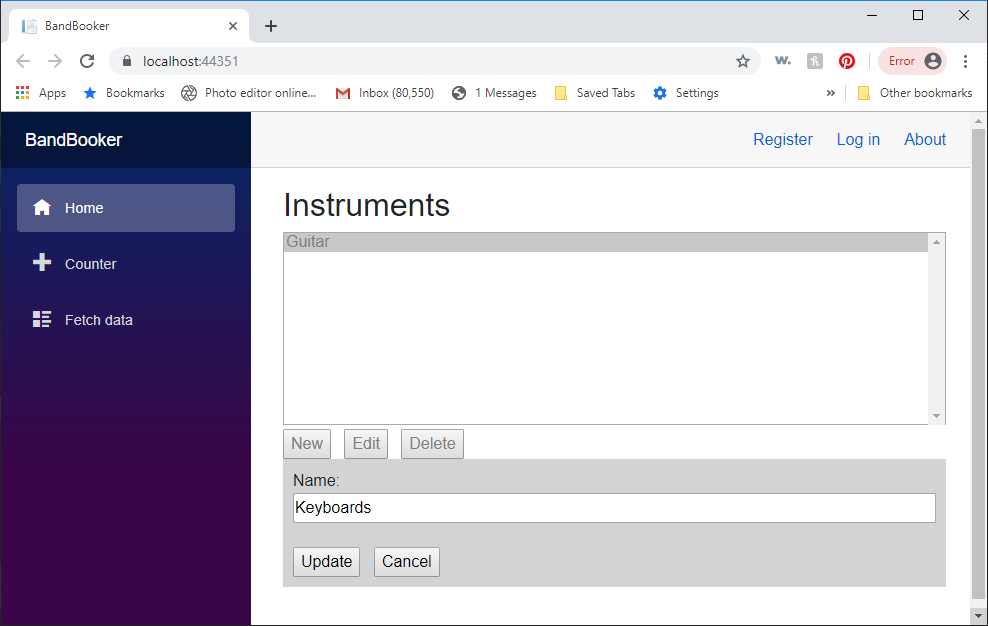 BandBooker
localhost:44351
W.
Error
Apps Bookmarks Photo editor online... Inbox (80,550) 1 Messages Saved Tabs Settings » Other bookmarks
BandBooker
Register Log in About
Home
Counter
Fetch data
Instruments
Guitar
New Edit Delete
Name:
Keyboards
Update Cancel